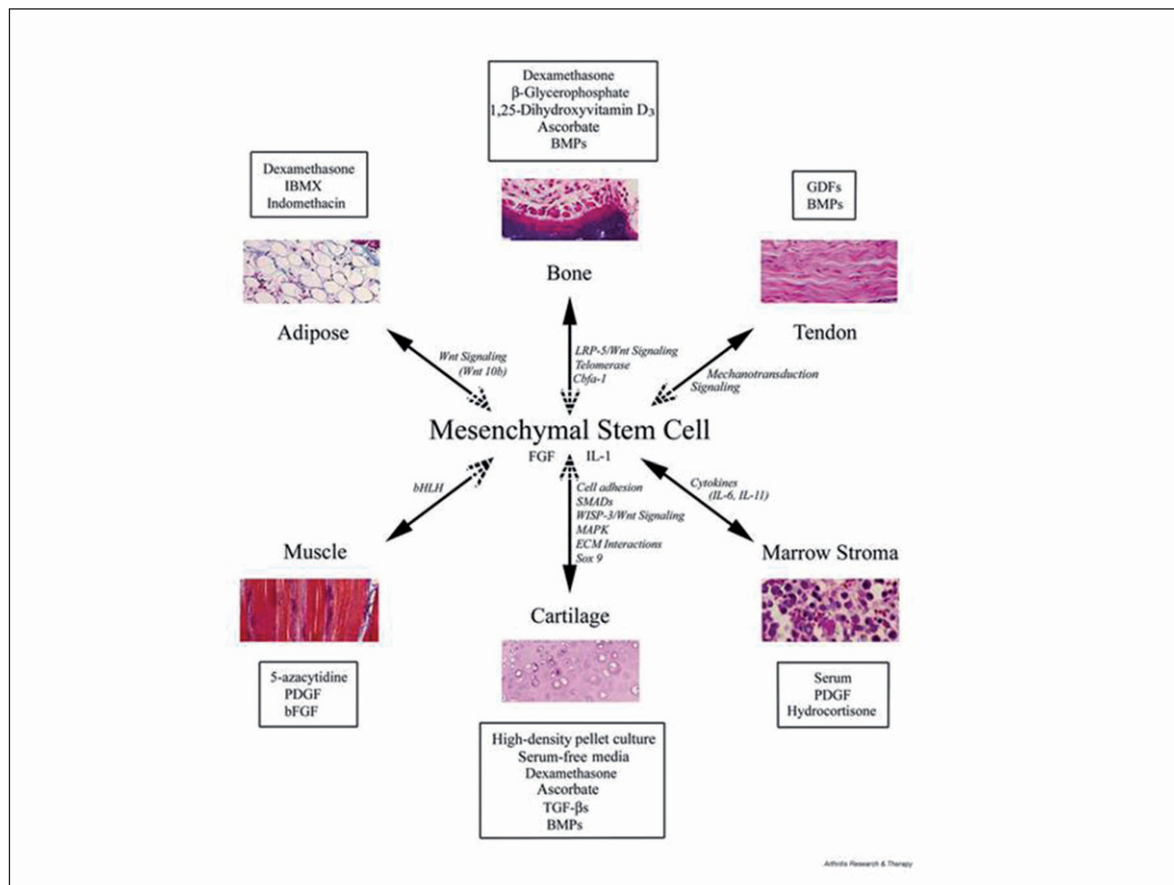 Dexamethasone
β-Glycerophosphate
1,25-Dihydroxyvitamin D₃
Ascorbate
BMPs
Dexamethasone
IBMX
Indomethacin
GDFs
BMPs
Bone
Adipose
Tendon
Wnt Signaling
(Wnt 10b)
LRP-5/Wnt Signaling
Telomerase
Cbfa-1
Mechanotransduction
Signaling
Mesenchymal Stem Cell
FGF IL-1
bHLH
Cell adhesion
SMADs
WISP-3/Wnt Signaling
MAPK
ECM Interactions
Sox 9
Cytokines
(IL-6, IL-11)
Muscle
Marrow Stroma
Cartilage
5-azacytidine
PDGF
bFGF
Serum
PDGF
Hydrocortisone
High-density pellet culture
Serum-free media
Dexamethasone
Ascorbate
TGF-βs
BMPs
Arthritis Research & Therapy